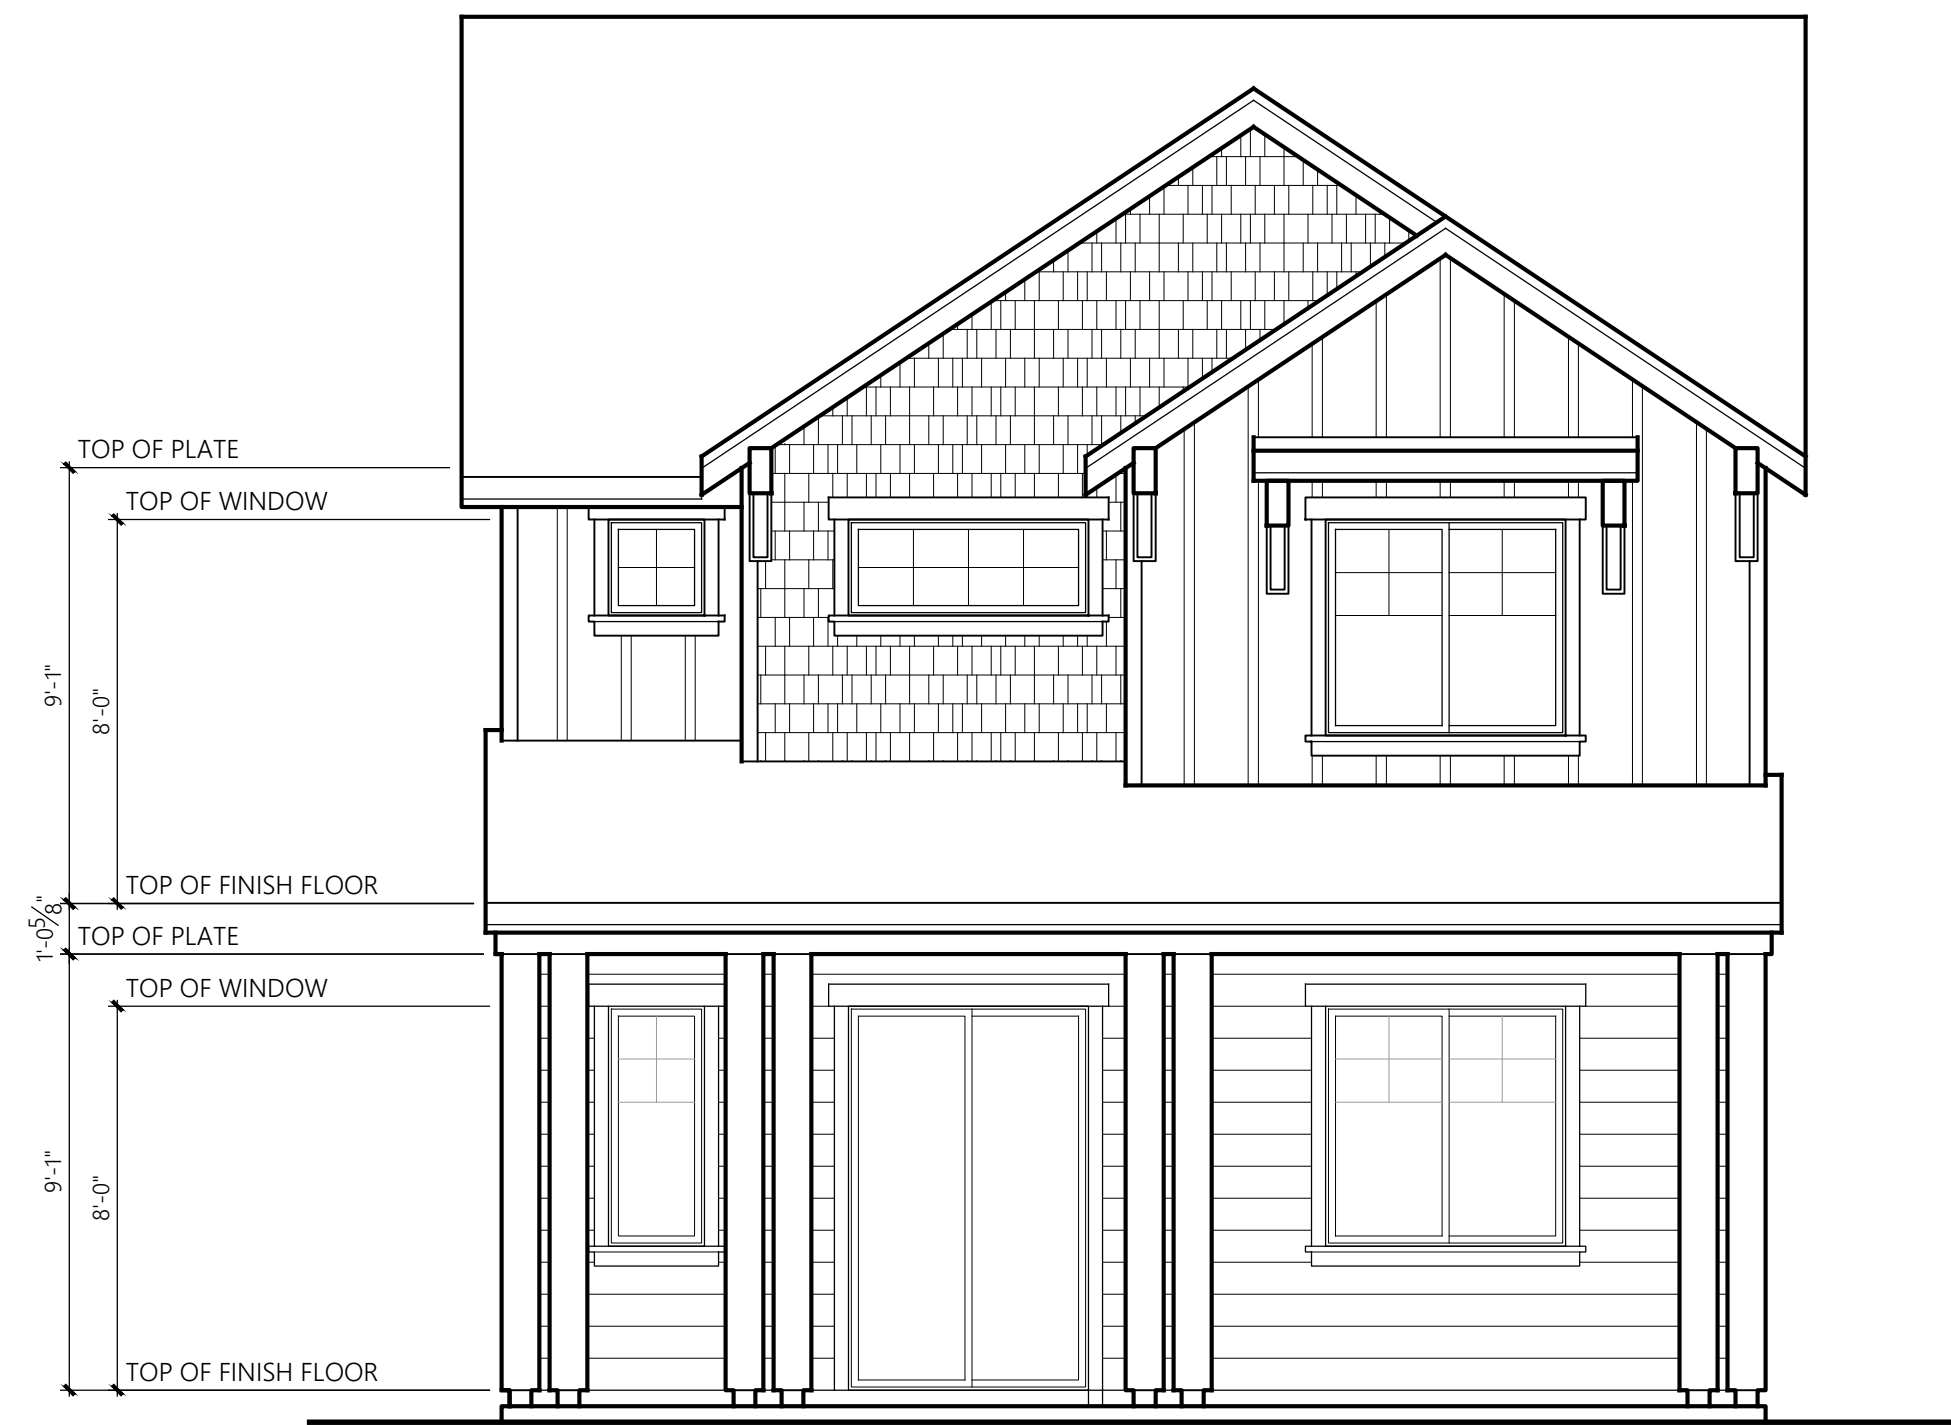 TOP OF PLATE
TOP OF WINDOW
9'-1"
8'-0"
TOP OF FINISH FLOOR
1'-0⅝"
TOP OF PLATE
TOP OF WINDOW
9'-1"
8'-0"
TOP OF FINISH FLOOR